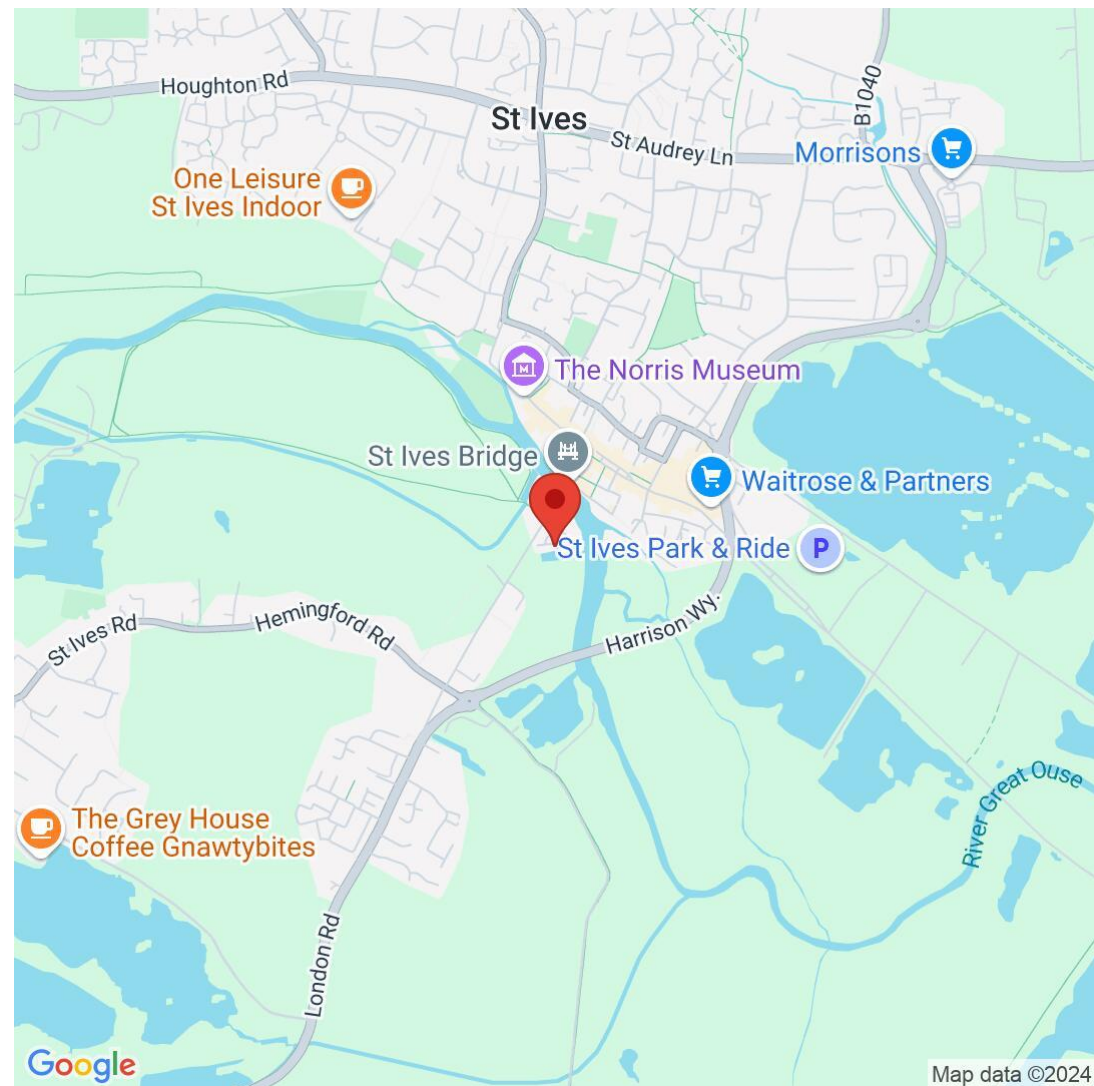 Houghton Rd
St Ives
St Audrey Ln
B1040
Morrisons
One Leisure
St Ives Indoor
The Norris Museum
St Ives Bridge
Waitrose & Partners
St Ives Park & Ride
P
St Ives Rd
Hemingford Rd
Harrison Wy.
River Great Ouse
The Grey House
Coffee Gnawtybites
London Rd
Google
Map data ©2024